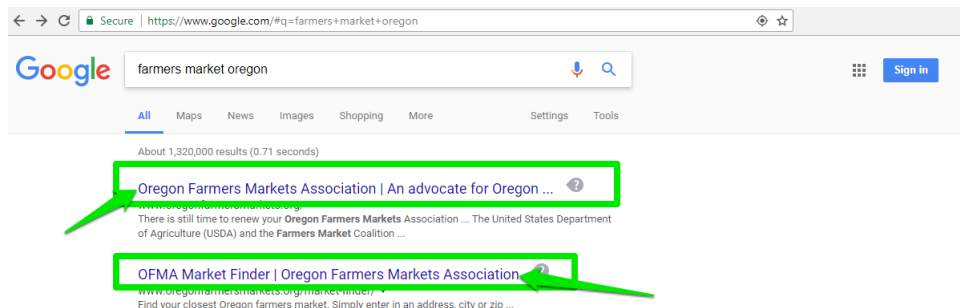 Secure | https://www.google.com/#q=farmers+market+oregon
Google farmers market oregon Sign in
All Maps News Images Shopping More Settings Tools
About 1,320,000 results (0.71 seconds)
Oregon Farmers Markets Association | An advocate for Oregon ... ?
www.oregonfarmersmarkets.org/
There is still time to renew your Oregon Farmers Markets Association ... The United States Department
of Agriculture (USDA) and the Farmers Market Coalition ...
OFMA Market Finder | Oregon Farmers Markets Association ?
www.oregonfarmersmarkets.org/market-finder/
Find your closest Oregon farmers market. Simply enter in an address, city or zip ...